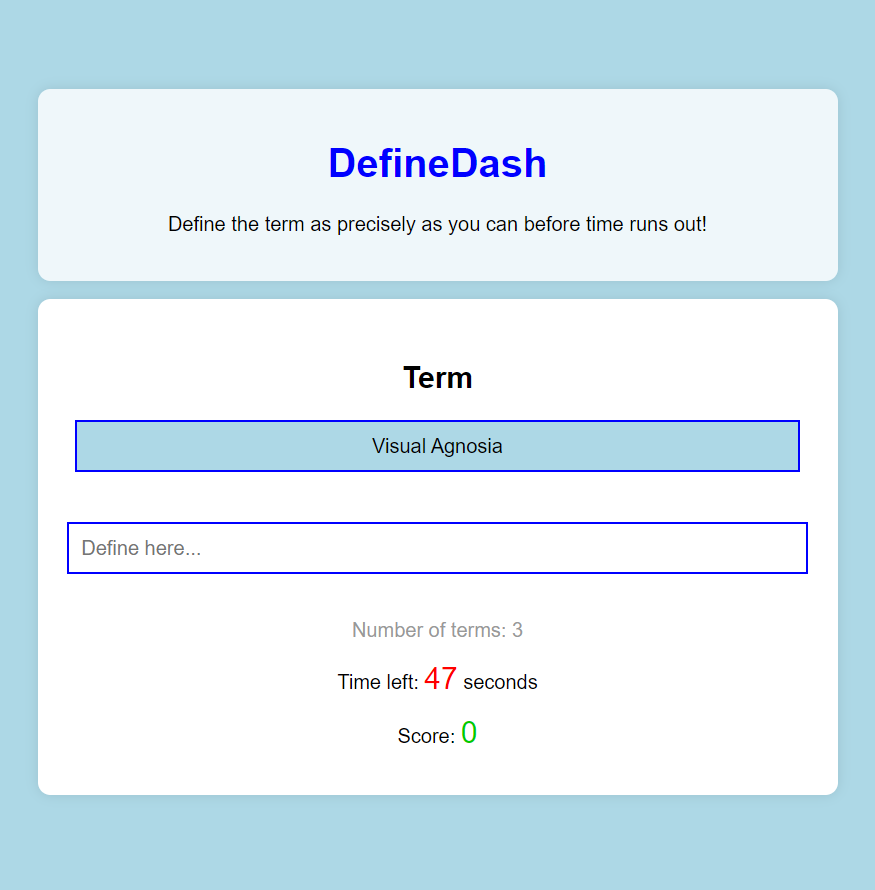 DefineDash
Define the term as precisely as you can before time runs out!
Term
Visual Agnosia
Define here...
Number of terms: 3
Time left: 47 seconds
Score: 0